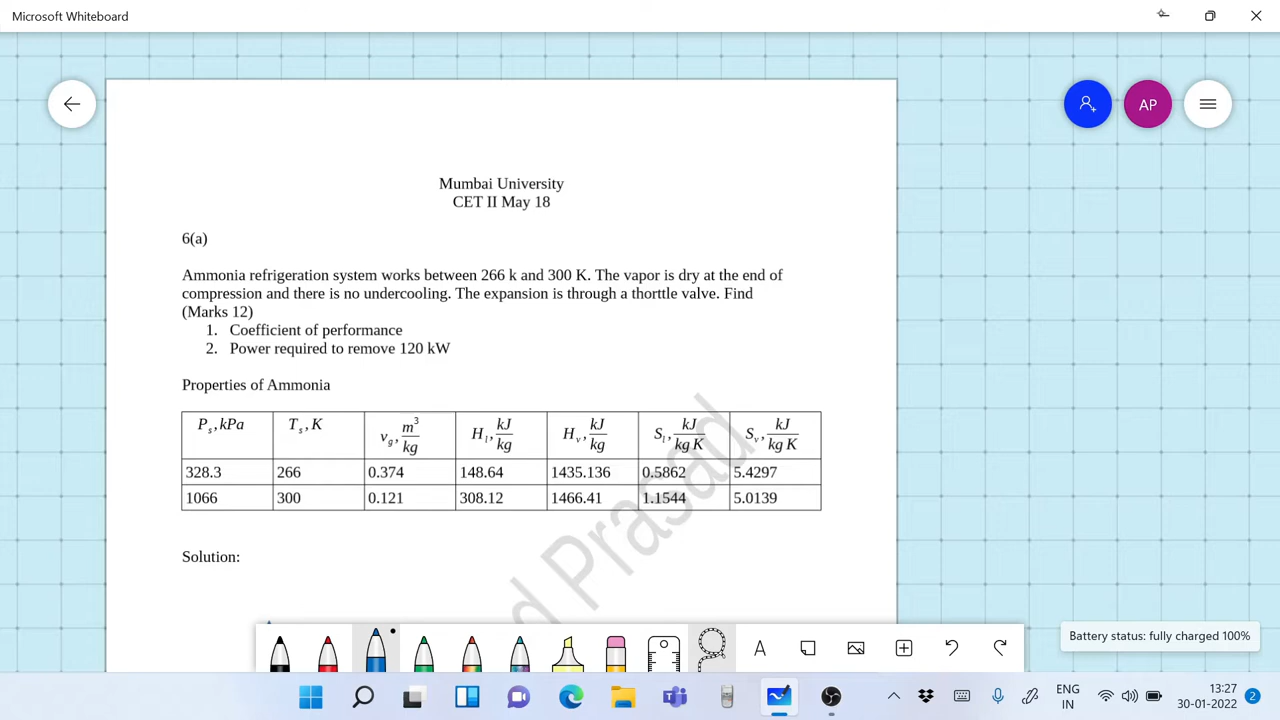 Microsoft Whiteboard
AP
Mumbai University
CET II May 18
6(a)
Ammonia refrigeration system works between 266 k and 300 K. The vapor is dry at the end of
compression and there is no undercooling. The expansion is through a thorttle valve. Find
(Marks 12)
1. Coefficient of performance
2. Power required to remove 120 kW
Properties of Ammonia
P_s, kPa T_s, K v_g, m^3/kg H_l, kJ/kg H_v, kJ/kg S_l, kJ/kg K S_v, kJ/kg K
328.3 266 0.374 148.64 1435.136 0.5862 5.4297
1066 300 0.121 308.12 1466.41 1.1544 5.0139
Solution:
d Prasad
A
Battery status: fully charged 100%
ENG
IN
13:27
30-01-2022
2